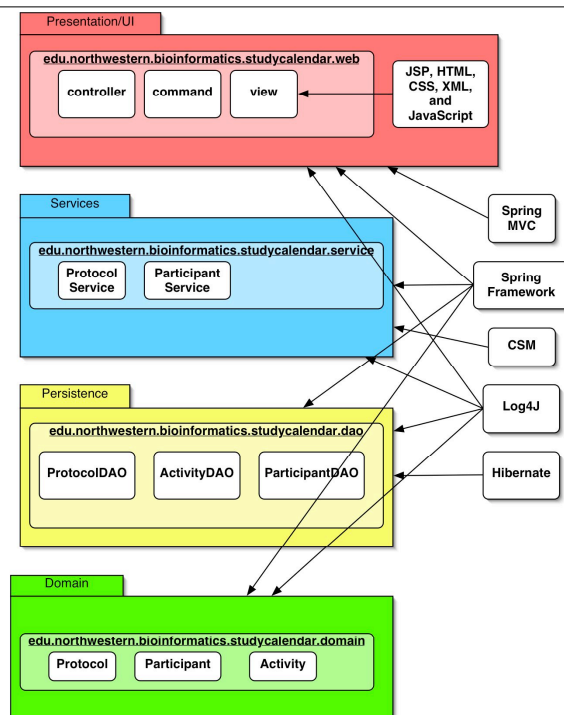 Presentation/UI
edu.northwestern.bioinformatics.studycalendar.web
controller
command
view
JSP, HTML,
CSS, XML,
and
JavaScript
Services
edu.northwestern.bioinformatics.studycalendar.service
Protocol
Service
Participant
Service
Spring
MVC
Spring
Framework
CSM
Log4J
Hibernate
Persistence
edu.northwestern.bioinformatics.studycalendar.dao
ProtocolDAO
ActivityDAO
ParticipantDAO
Domain
edu.northwestern.bioinformatics.studycalendar.domain
Protocol
Participant
Activity